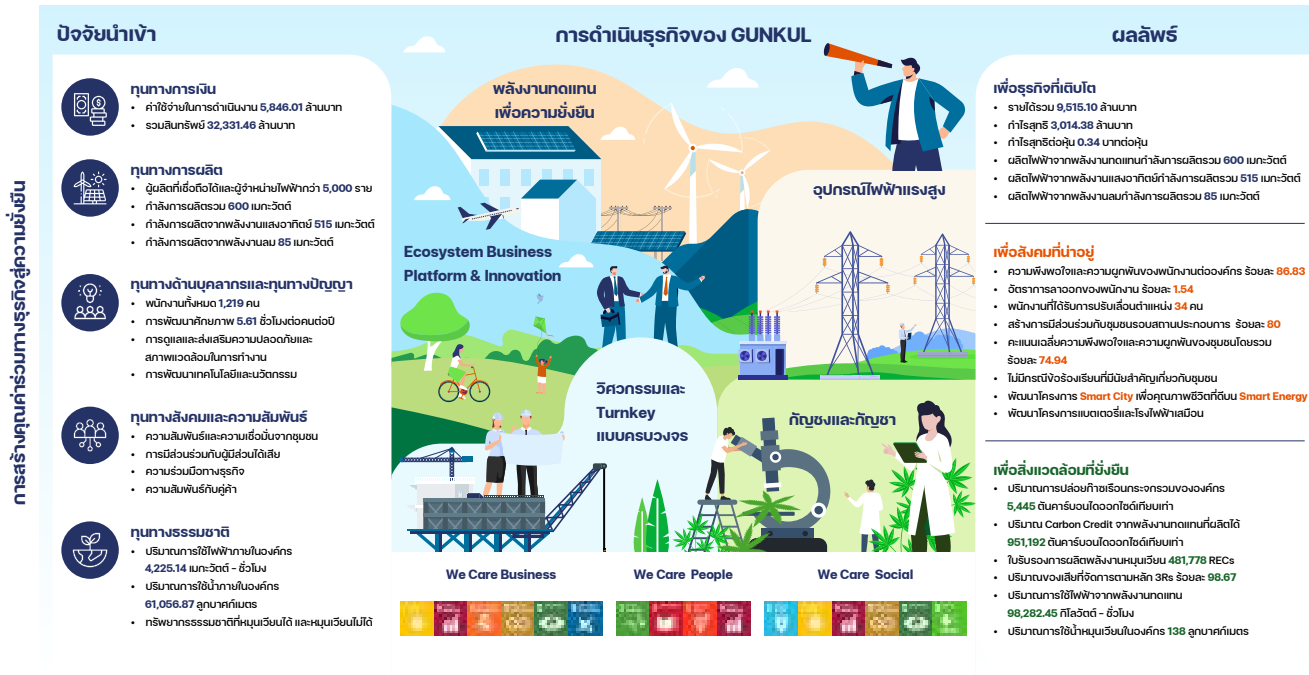 การสร้างคุณค่าร่วมทางธุรกิจสู่ความยั่งยืน
ปัจจัยนำเข้า
ทุนทางการเงิน
• ค่าใช้จ่ายในการดำเนินงาน 5,846.01 ล้านบาท
• รวมสินทรัพย์ 32,331.46 ล้านบาท
ทุนทางการผลิต
• ผู้ผลิตที่เชื่อถือได้และผู้จำหน่ายไฟฟ้ากว่า 5,000 ราย
• กำลังการผลิตรวม 600 เมกะวัตต์
• กำลังการผลิตจากพลังงานแสงอาทิตย์ 515 เมกะวัตต์
• กำลังการผลิตจากพลังงานลม 85 เมกะวัตต์
ทุนทางด้านบุคลากรและทุนทางปัญญา
• พนักงานทั้งหมด 1,219 คน
• การพัฒนาศักยภาพ 5.61 ชั่วโมงต่อคนต่อปี
• การดูแลและส่งเสริมความปลอดภัยและ
สภาพแวดล้อมในการทำงาน
• การพัฒนาเทคโนโลยีและนวัตกรรม
ทุนทางสังคมและความสัมพันธ์
• ความสัมพันธ์และความเชื่อมั่นจากชุมชน
• การมีส่วนร่วมกับผู้มีส่วนได้เสีย
• ความร่วมมือทางธุรกิจ
• ความสัมพันธ์กับคู่ค้า
ทุนทางธรรมชาติ
• ปริมาณการใช้ไฟฟ้าภายในองค์กร
4,225.14 เมกะวัตต์ - ชั่วโมง
• ปริมาณการใช้น้ำภายในองค์กร
61,056.87 ลูกบาศก์เมตร
• ทรัพยากรธรรมชาติที่หมุนเวียนได้ และหมุนเวียนไม่ได้
การดำเนินธุรกิจของ GUNKUL
พลังงานทดแทน
เพื่อความยั่งยืน
อุปกรณ์ไฟฟ้าแรงสูง
Ecosystem Business
Platform & Innovation
วิศวกรรมและ
Turnkey
แบบครบวงจร
กัญชงและกัญชา
We Care Business
We Care People
We Care Social
ผลลัพธ์
เพื่อธุรกิจที่เติบโต
• รายได้รวม 9,515.10 ล้านบาท
• กำไรสุทธิ 3,014.38 ล้านบาท
• กำไรสุทธิต่อหุ้น 0.34 บาทต่อหุ้น
• ผลิตไฟฟ้าจากพลังงานทดแทนกำลังการผลิตรวม 600 เมกะวัตต์
• ผลิตไฟฟ้าจากพลังงานแสงอาทิตย์กำลังการผลิตรวม 515 เมกะวัตต์
• ผลิตไฟฟ้าจากพลังงานลมกำลังการผลิตรวม 85 เมกะวัตต์
เพื่อสังคมที่น่าอยู่
• ความพึงพอใจและความผูกพันของพนักงานต่อองค์กร ร้อยละ 86.83
• อัตราการลาออกของพนักงาน ร้อยละ 1.54
• พนักงานที่ได้รับการปรับเลื่อนตำแหน่ง 34 คน
• สร้างการมีส่วนร่วมกับชุมชนรอบสถานประกอบการ ร้อยละ 80
• คะแนนเฉลี่ยความพึงพอใจและความผูกพันของชุมชนโดยรวม
ร้อยละ 74.94
• ไม่มีกรณีข้อร้องเรียนที่มีนัยสำคัญเกี่ยวกับชุมชน
• พัฒนาโครงการ Smart City เพื่อคุณภาพชีวิตที่ดีบน Smart Energy
• พัฒนาโครงการแบตเตอรี่และโรงไฟฟ้าเสมือน
เพื่อสิ่งแวดล้อมที่ยั่งยืน
• ปริมาณการปล่อยก๊าซเรือนกระจกรวมขององค์กร
5,445 ตันคาร์บอนไดออกไซด์เทียบเท่า
• ปริมาณ Carbon Credit จากพลังงานทดแทนที่ผลิตได้
951,192 ตันคาร์บอนไดออกไซด์เทียบเท่า
• ใบรับรองการผลิตพลังงานหมุนเวียน 481,778 RECs
• ปริมาณของเสียที่จัดการตามหลัก 3Rs ร้อยละ 98.67
• ปริมาณการใช้ไฟฟ้าจากพลังงานทดแทน
98,282.45 กิโลวัตต์ - ชั่วโมง
• ปริมาณการใช้น้ำหมุนเวียนในองค์กร 138 ลูกบาศก์เมตร